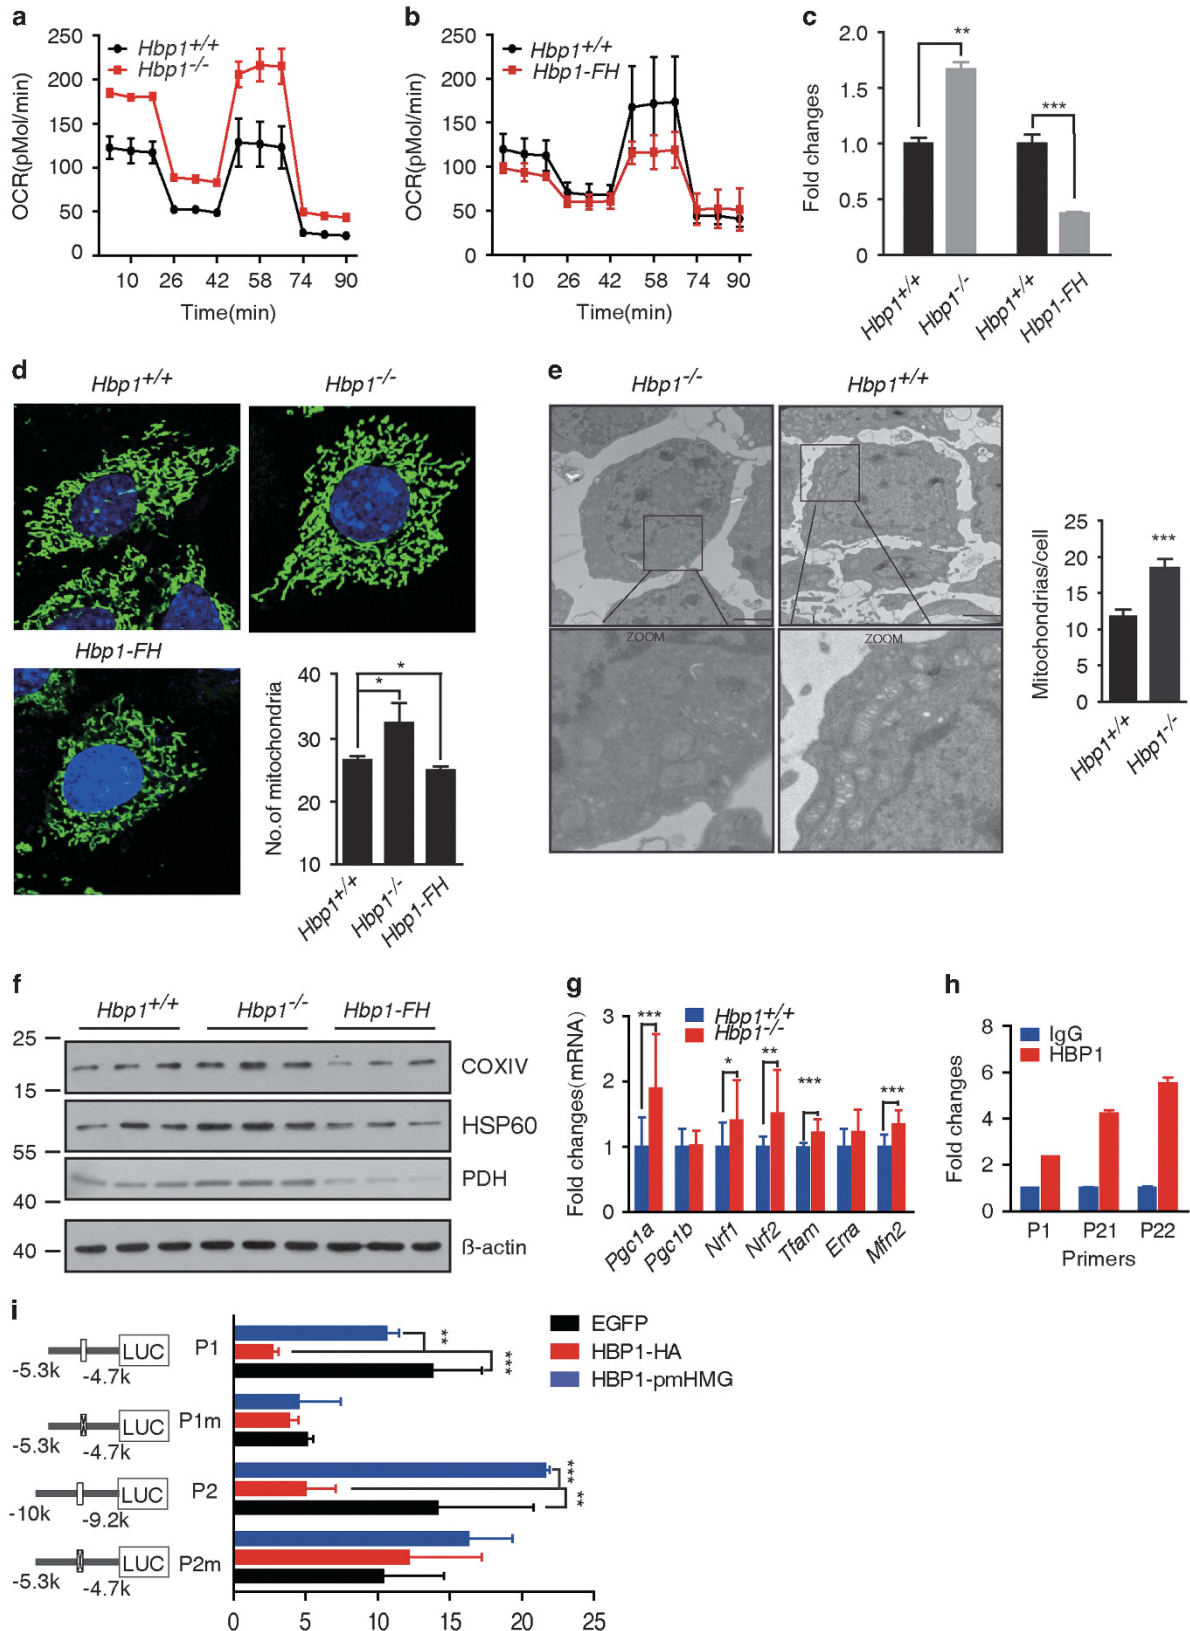 a
250
200
150
100
50
0
OCR(pMol/min)
Hbp1+/+
Hbp1-/-
10 26 42 58 74 90
Time(min)
b
250
200
150
100
50
0
OCR(pMol/min)
Hbp1+/+
Hbp1-FH
10 26 42 58 74 90
Time(min)
c
2.0
1.5
1.0
0.5
0
Fold changes
**
***
Hbp1+/+ Hbp1-/- Hbp1+/+ Hbp1-FH
d
Hbp1+/+ Hbp1-/-
Hbp1-FH
40
30
20
10
No.of mitochondria
*
*
Hbp1+/+ Hbp1-/- Hbp1-FH
e
Hbp1-/- Hbp1+/+
ZOOM ZOOM
25
20
15
10
5
0
Mitochondrias/cell
***
Hbp1+/+ Hbp1-/-
f
Hbp1+/+ Hbp1-/- Hbp1-FH
25
15
COXIV
HSP60
55
PDH
40
40
ß-actin
g
3
2
1
0
Fold changes(mRNA)
Hbp1+/+
Hbp1-/-
*** * ** *** ***
Pgc1a Pgc1b Nrf1 Nrf2 Tfam Erra Mfn2
h
8
6
4
2
0
Fold changes
IgG
HBP1
P1 P21 P22
Primers
i
-5.3k -4.7k LUC P1
**
***
-5.3k -4.7k LUC P1m
-10k -9.2k LUC P2
***
**
-5.3k -4.7k LUC P2m
0 5 10 15 20 25
EGFP
HBP1-HA
HBP1-pmHMG